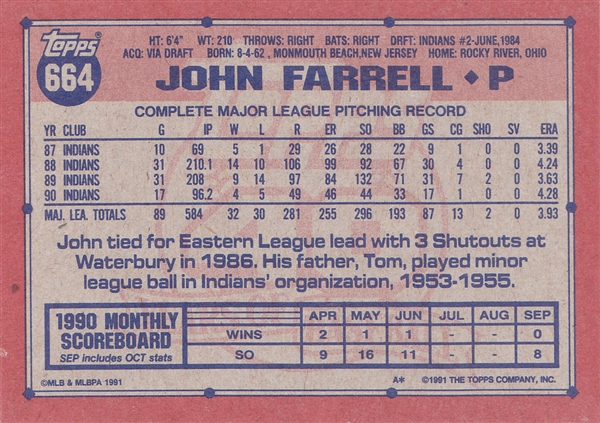 topps
664
HT: 6'4" WT: 210 THROWS: RIGHT BATS: RIGHT DRFT: INDIANS #2-JUNE, 1984
ACQ: VIA DRAFT BORN: 8-4-62 , MONMOUTH BEACH, NEW JERSEY HOME: ROCKY RIVER, OHIO
JOHN FARRELL ♦ P
COMPLETE MAJOR LEAGUE PITCHING RECORD
YR CLUB G IP W L R ER SO BB GS CG SHO SV ERA
87 INDIANS 10 69 5 1 29 26 28 22 9 1 0 0 3.39
88 INDIANS 31 210.1 14 10 106 99 92 67 30 4 0 0 4.24
89 INDIANS 31 208 9 14 97 84 132 71 31 7 2 0 3.63
90 INDIANS 17 96.2 4 5 49 46 44 33 17 1 0 0 4.28
MAJ. LEA. TOTALS 89 584 32 30 281 255 296 193 87 13 2 0 3.93
John tied for Eastern League lead with 3 Shutouts at
Waterbury in 1986. His father, Tom, played minor
league ball in Indians' organization, 1953-1955.
1990 MONTHLY
SCOREBOARD
SEP includes OCT stats
APR MAY JUN JUL AUG SEP
WINS 2 1 1 - - 0
SO 9 16 11 - - 8
©MLB & MLBPA 1991 A* ©1991 THE TOPPS COMPANY, INC.